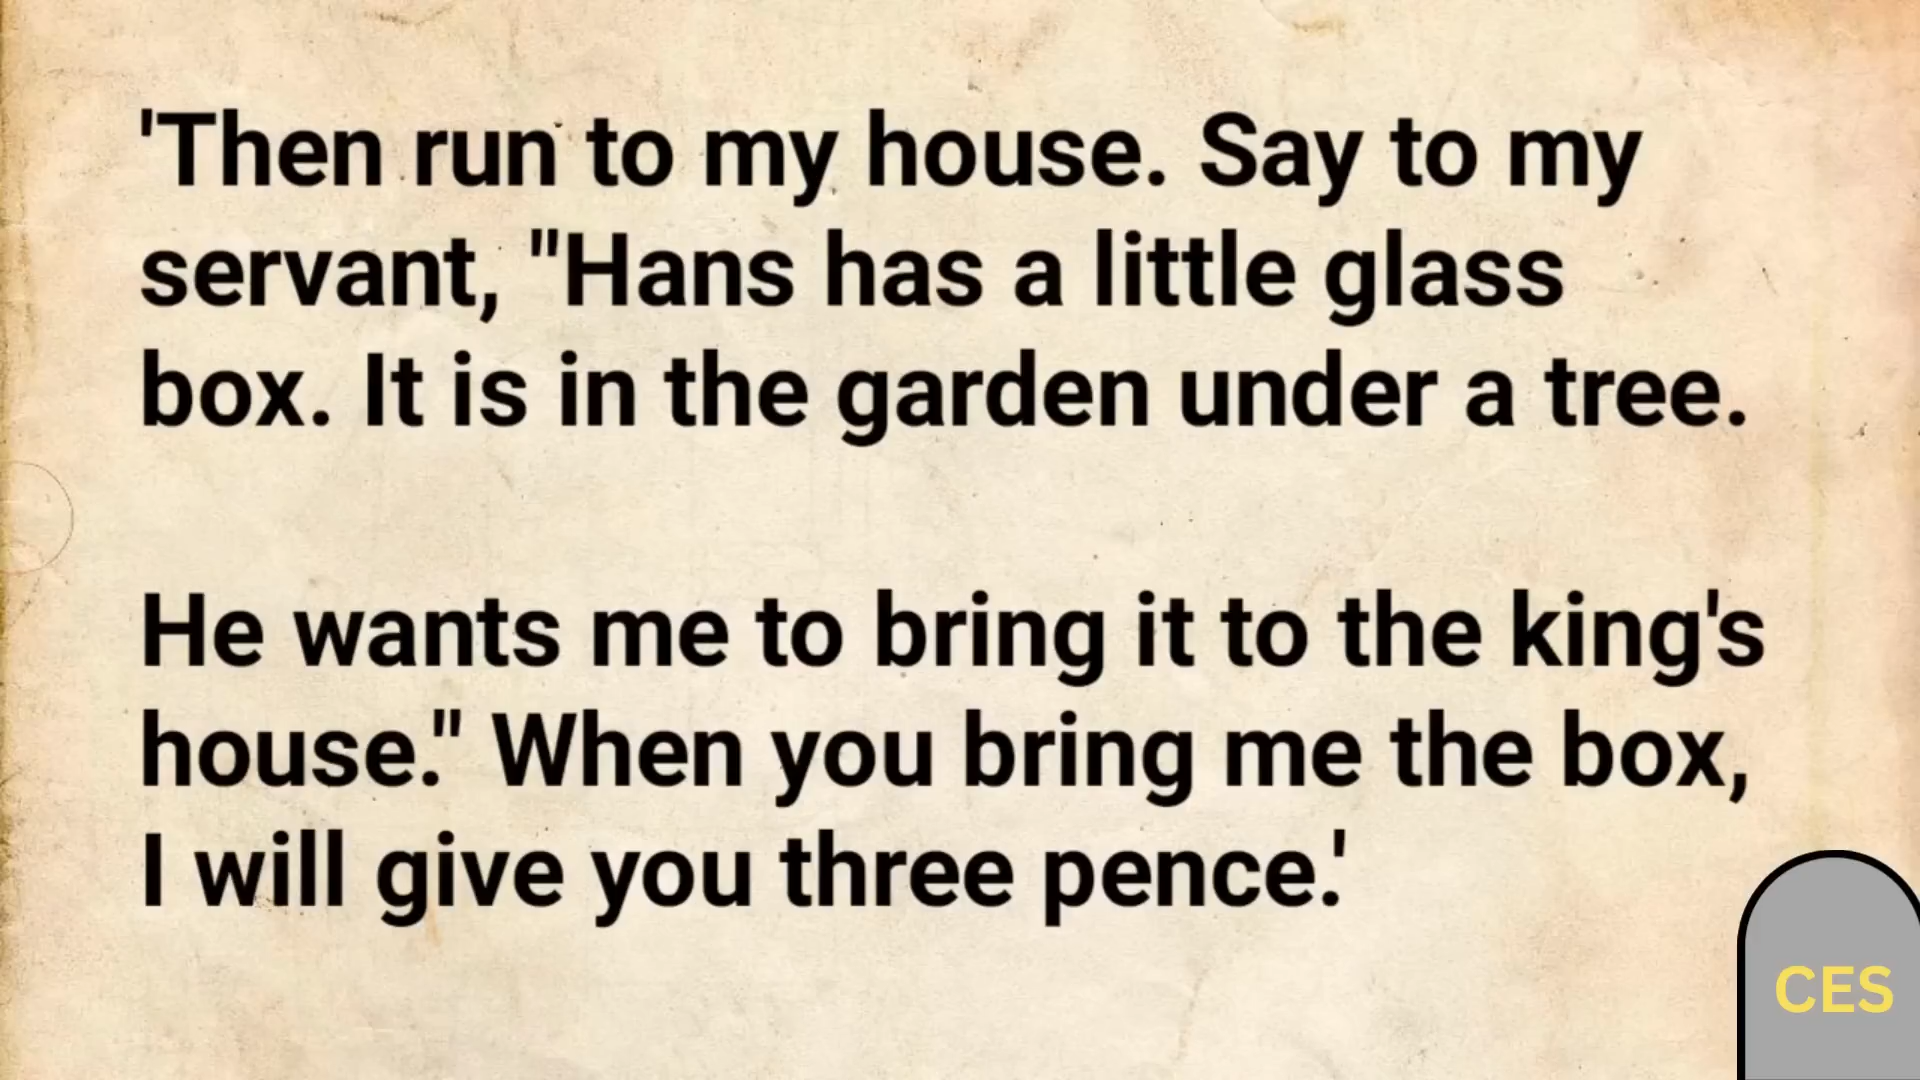 'Then run to my house. Say to my
servant, "Hans has a little glass
box. It is in the garden under a tree.
He wants me to bring it to the king's
house." When you bring me the box,
I will give you three pence.'
CES